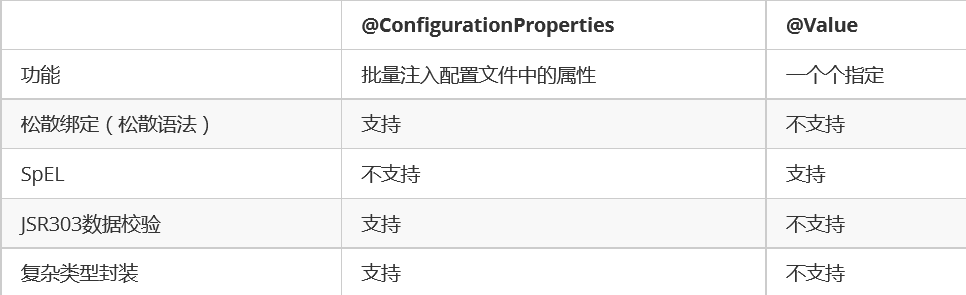 @ConfigurationProperties @Value
功能 批量注入配置文件中的属性 一个个指定
松散绑定（松散语法） 支持 不支持
SpEL 不支持 支持
JSR303数据校验 支持 不支持
复杂类型封装 支持 不支持